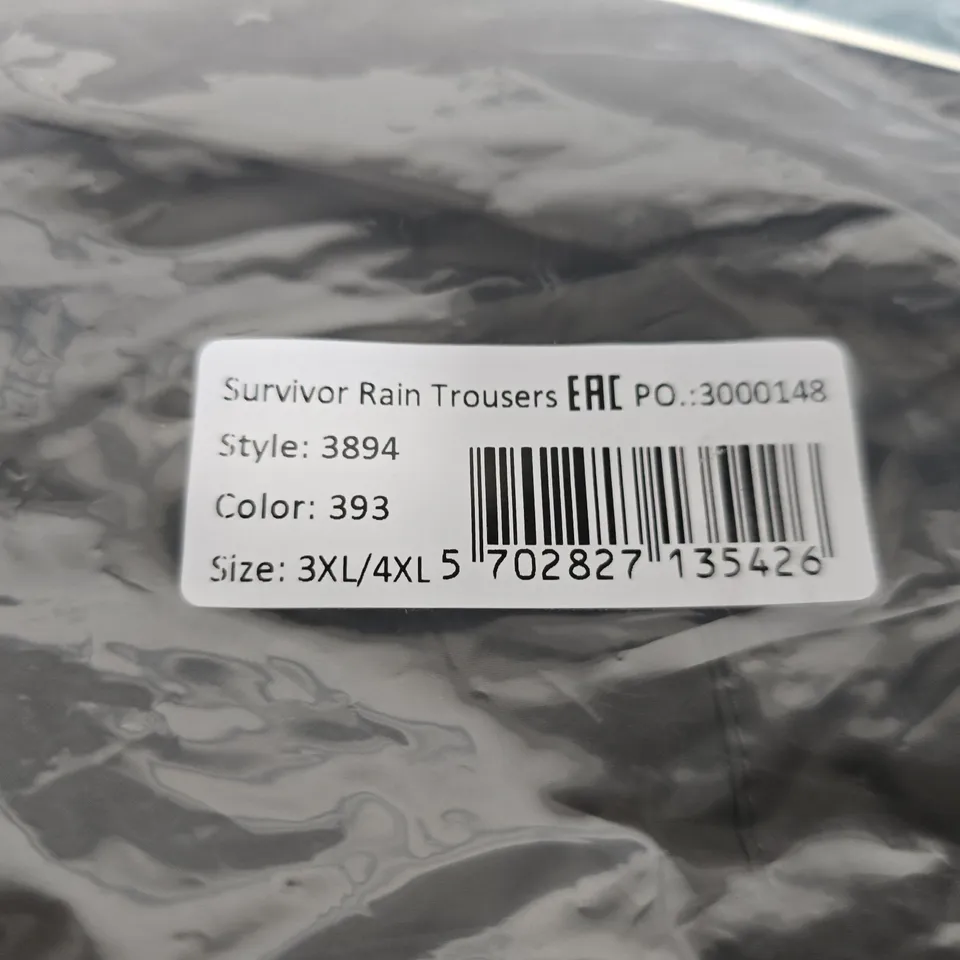 Survivor Rain Trousers EAC PO.:3000148
Style: 3894
Color: 393
Size: 3XL/4XL 5 702827 135426